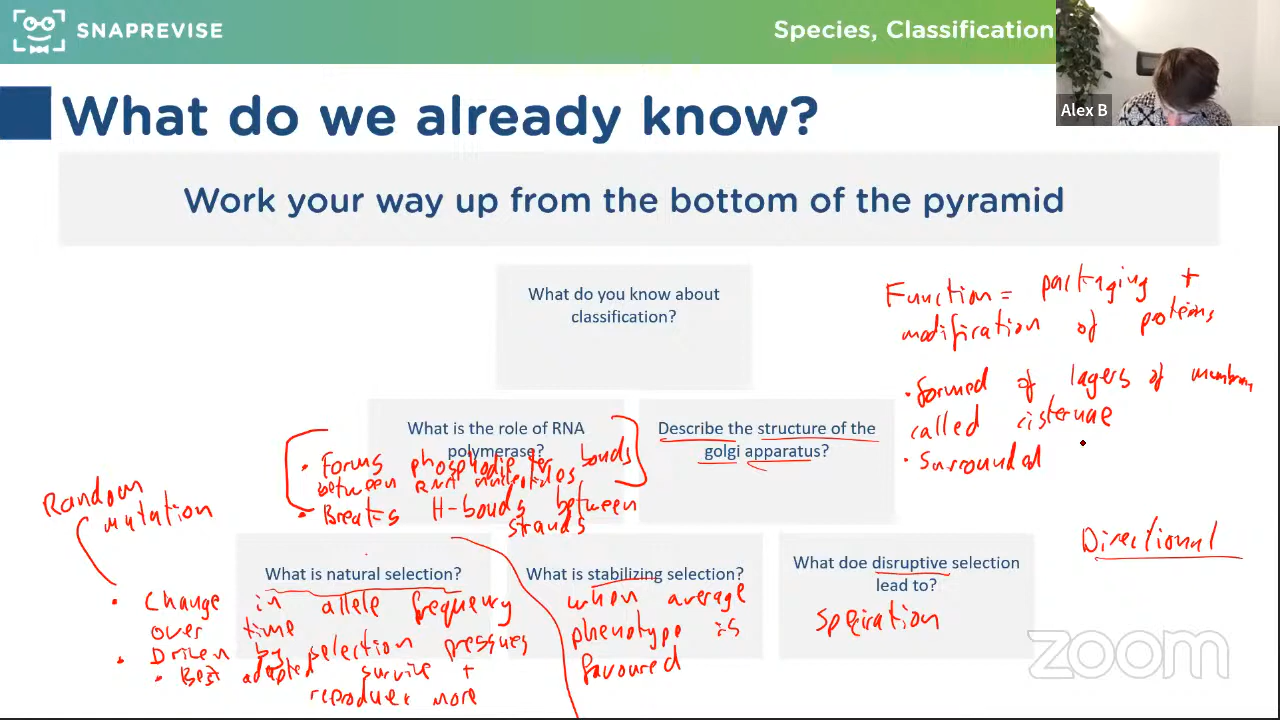 SNAPREVISE
Species, Classification
Alex B
What do we already know?
Work your way up from the bottom of the pyramid
What do you know about
classification?
Function = packaging +
modification of proteins
• formed of layers of membran
called cisternae
• Surrounded
What is the role of RNA
polymerase?
• Forms phosphodiester bonds
between RNA nucleotides
• Breaks H-bonds between
strands
Describe the structure of the
golgi apparatus?
Random
mutation
Directional
What is natural selection?
• Change in allele frequency
over time
• Driven by selection pressures
• Best adapted survive +
reproduce more
What is stabilizing selection?
when average
phenotype is
favoured
What doe disruptive selection
lead to?
speciation
zoom